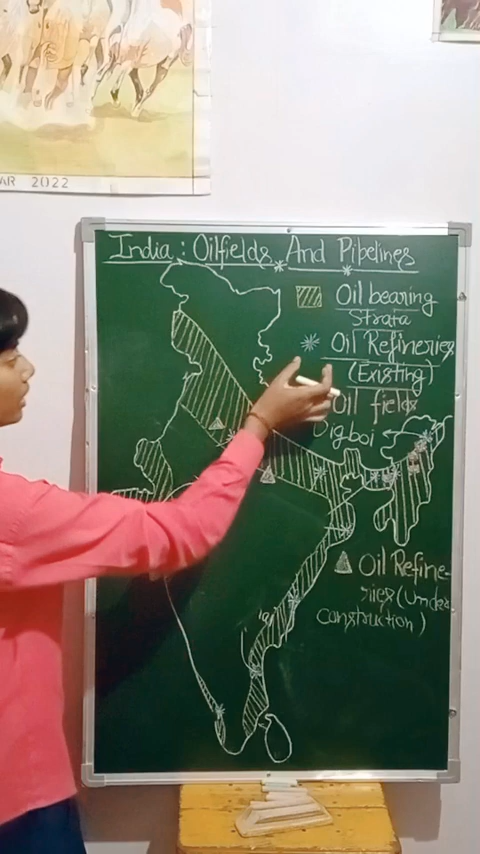 2022
India : Oilfields And Pipelines
Oil bearing
Strata
Oil Refineries
(Existing)
Oil fields
Digboi
Oil Refine-
ries (Under
Construction)